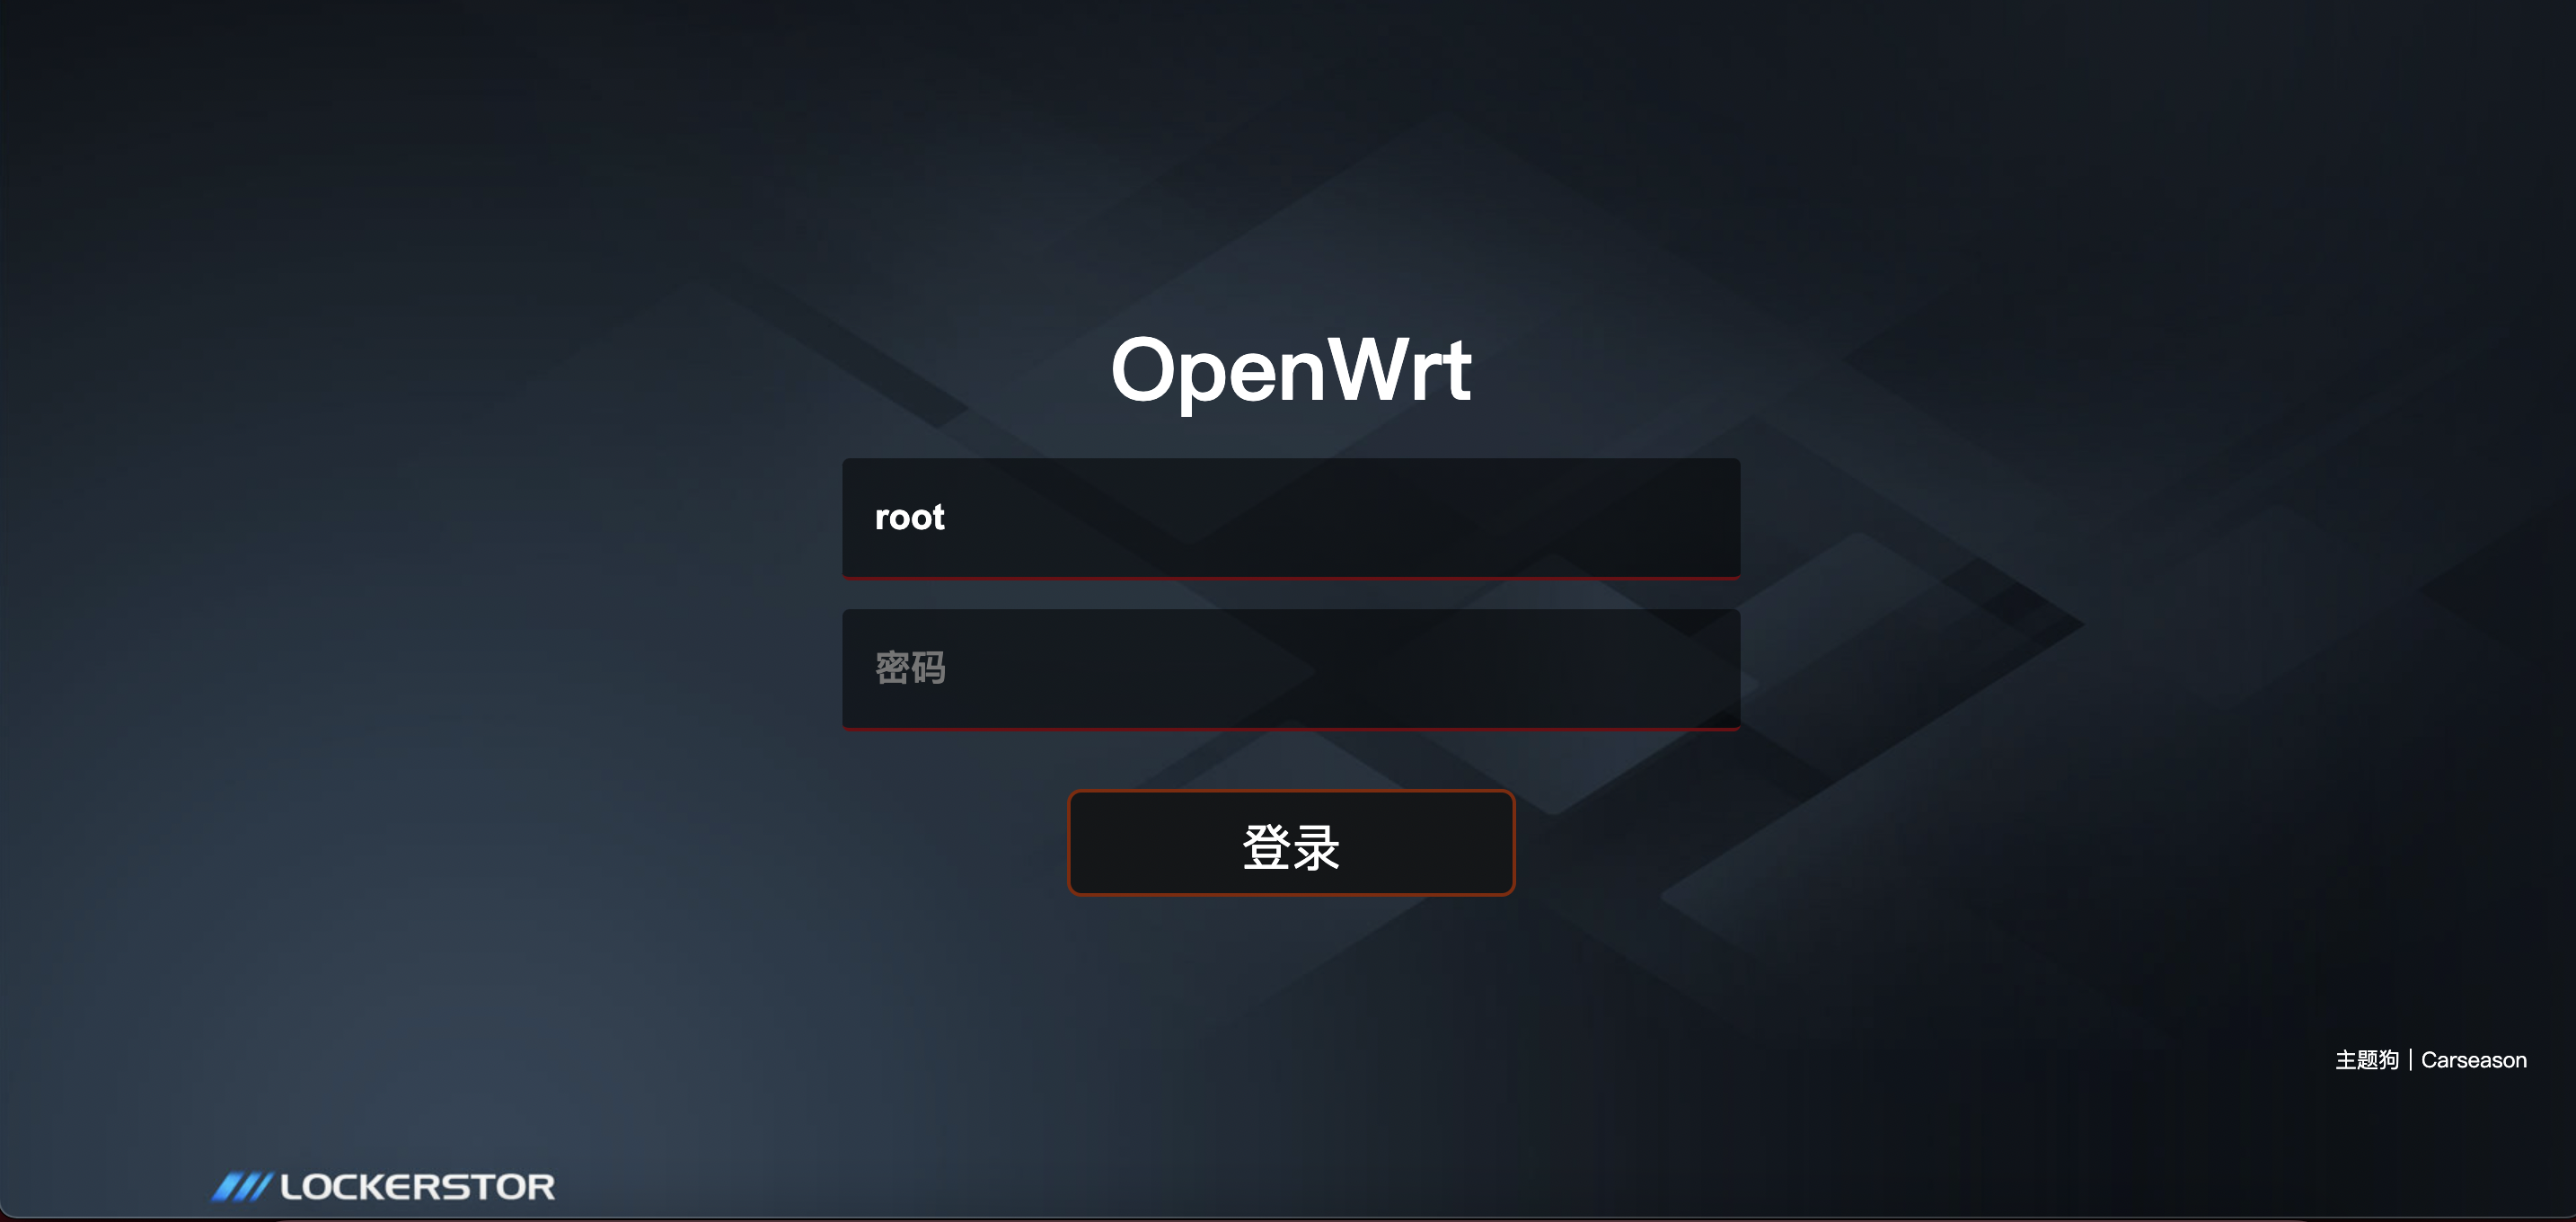 OpenWrt
root
密码
登录
主题狗 | Carseason
LOCKERSTOR